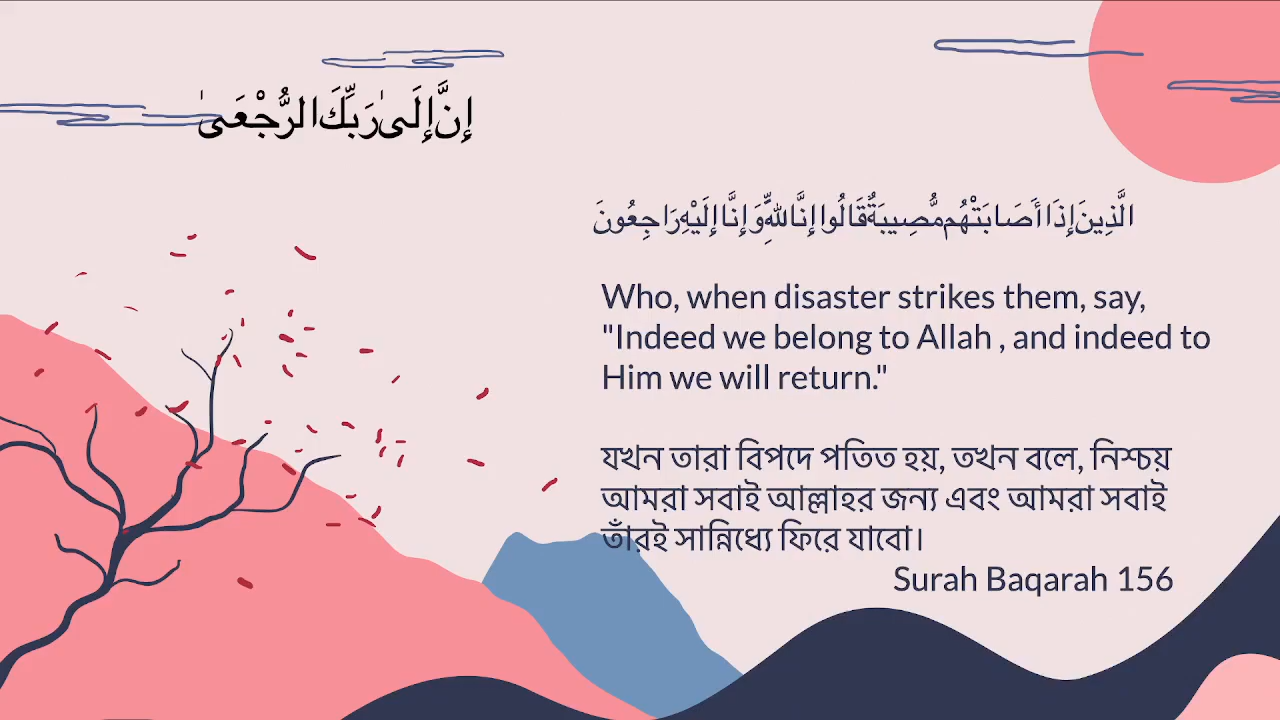 إِنَّ إِلَىٰ رَبِّكَ الرُّجْعَىٰ
الَّذِينَ إِذَا أَصَابَتْهُم مُّصِيبَةٌ قَالُوا إِنَّا لِلَّهِ وَإِنَّا إِلَيْهِ رَاجِعُونَ
Who, when disaster strikes them, say,
"Indeed we belong to Allah , and indeed to
Him we will return."
যখন তারা বিপদে পতিত হয়, তখন বলে, নিশ্চয়
আমরা সবাই আল্লাহর জন্য এবং আমরা সবাই
তাঁরই সান্নিধ্যে ফিরে যাবো।
Surah Baqarah 156